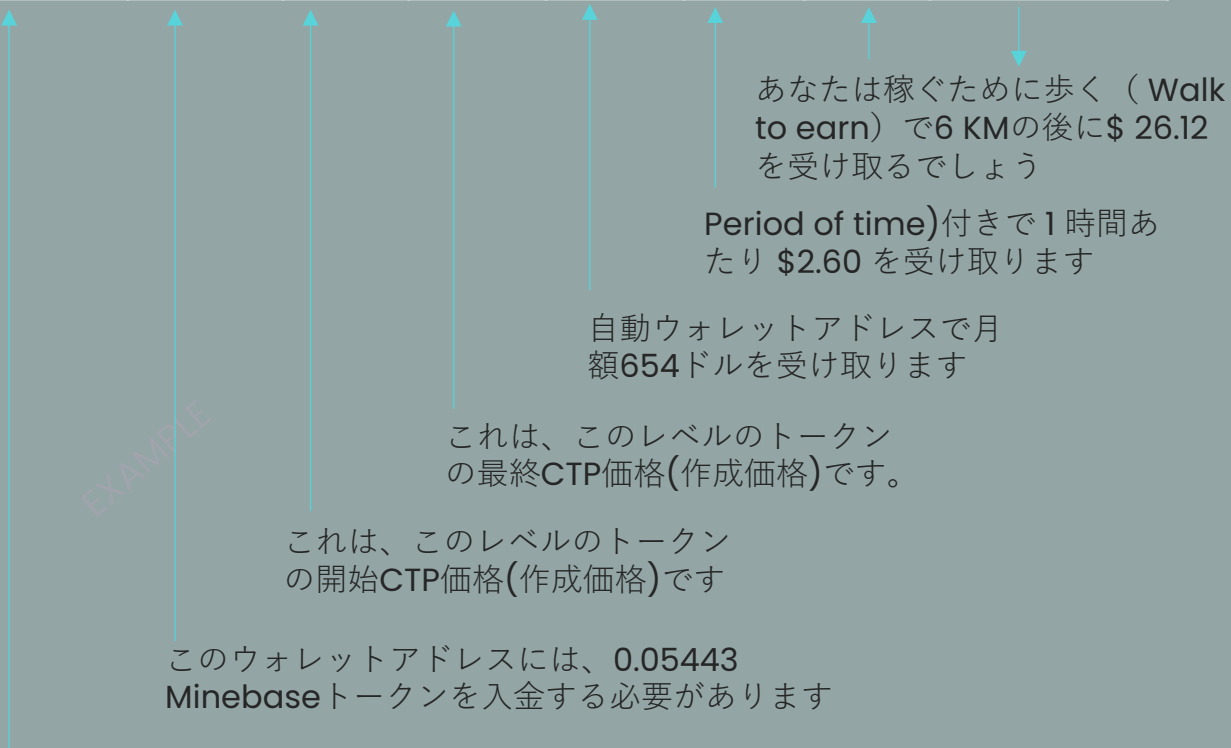 あなたは稼ぐために歩く（ Walk
to earn）で6 KMの後に$ 26.12
を受け取るでしょう
Period of time)付きで 1 時間あ
たり $2.60 を受け取ります
自動ウォレットアドレスで月
額654ドルを受け取ります
これは、このレベルのトークン
の最終CTP価格(作成価格)です。
EXAMPLE
これは、このレベルのトークン
の開始CTP価格(作成価格)です
このウォレットアドレスには、0.05443
Minebaseトークンを入金する必要があります